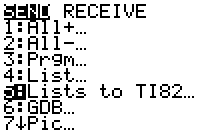 SEND RECEIVE
1:All+…
2:All-…
3:Prgm…
4:List…
5:Lists to TI82…
6:GDB…
7↓Pic…